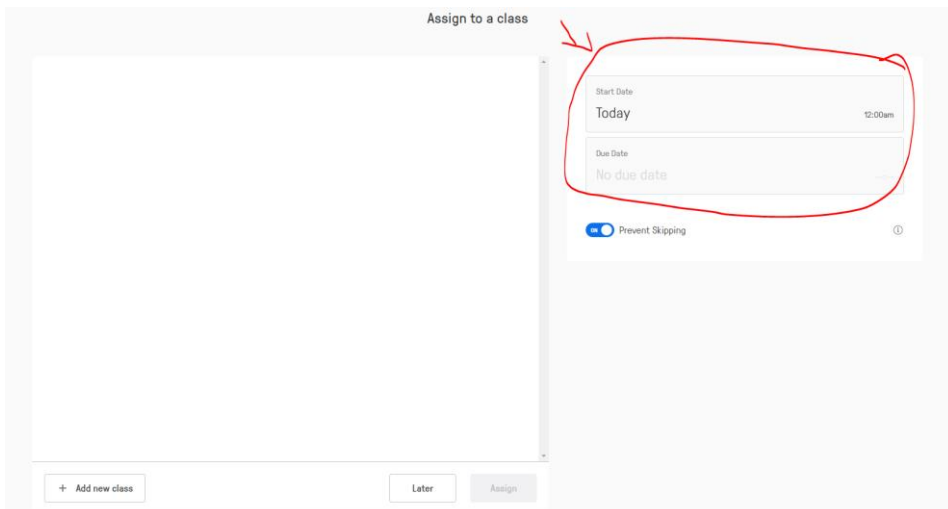 Assign to a class
Start Date
Today 12:00am
Due Date
No due date
ON Prevent Skipping
+ Add new class
Later
Assign